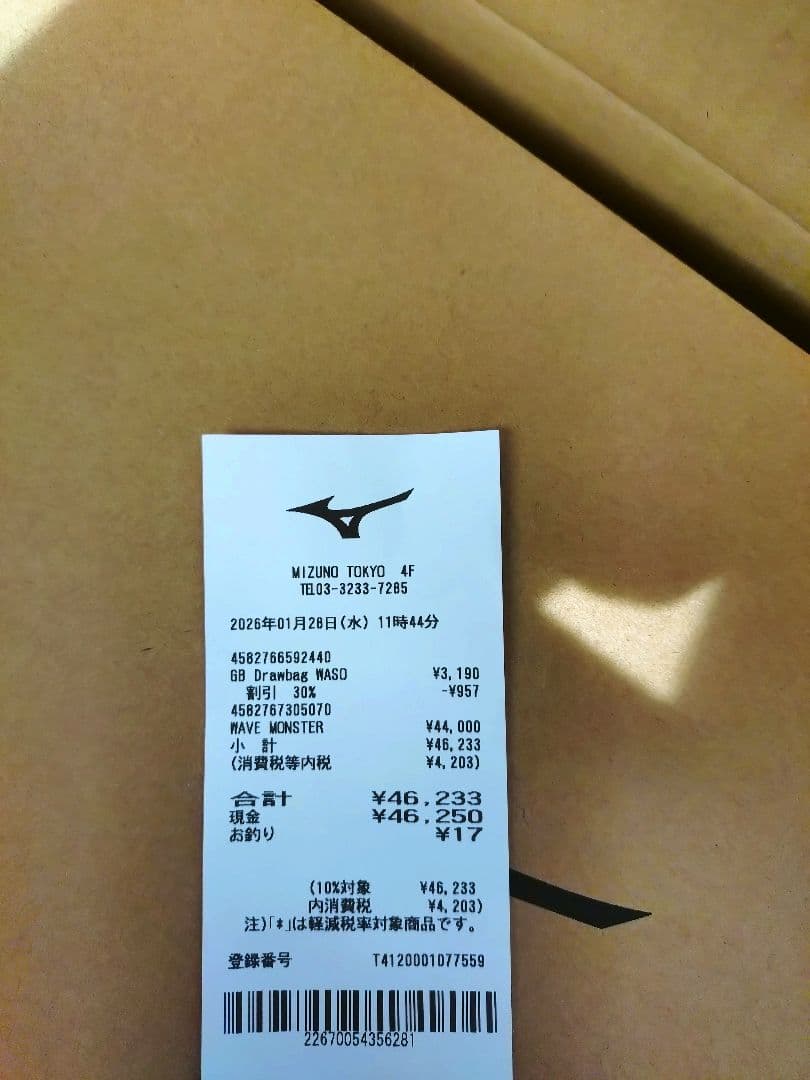 MIZUNO TOKYO 4F
TEL03-3233-7285
2026年01月28日(水) 11時44分
4582766592440
GB Drawbag WASO ¥3,190
割引 30% -¥957
4582767305070
WAVE MONSTER ¥44,000
小 計 ¥46,233
(消費税等内税 ¥4,203)
合計 ¥46,233
現金 ¥46,250
お釣り ¥17
(10%対象 ¥46,233
内消費税 ¥4,203)
注)「*」は軽減税率対象商品です。
登録番号 T4120001077559
22670054356281